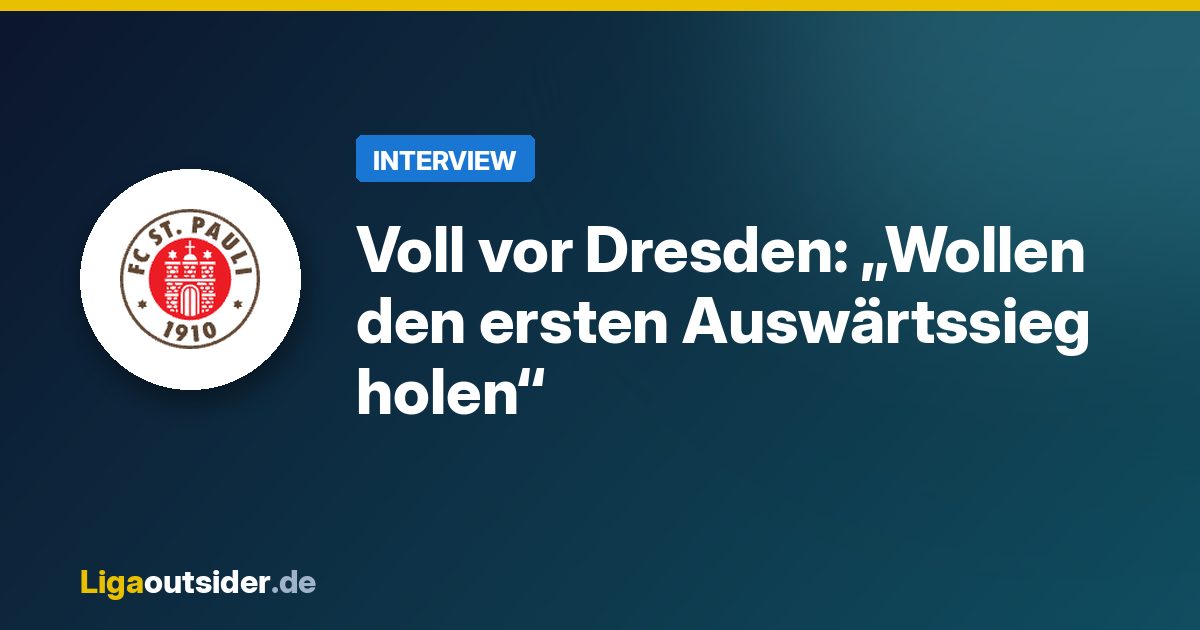 FC ST. PAULI
1910
INTERVIEW
Voll vor Dresden: „Wollen
den ersten Auswärtssieg
holen“
Ligaoutsider.de